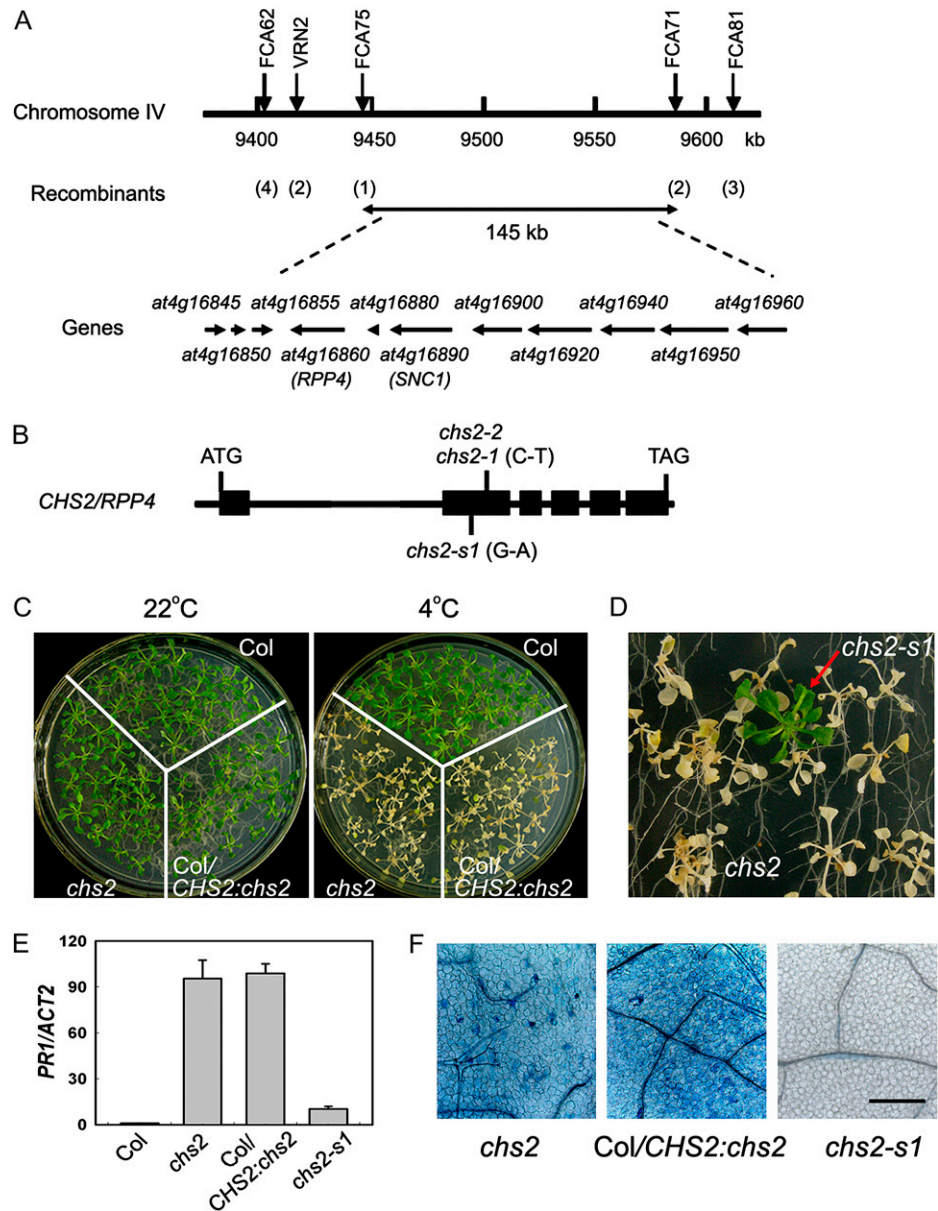 A
FCA62
VRN2
FCA75
FCA71
FCA81
Chromosome IV
9400 9450 9500 9550 9600 kb
Recombinants (4) (2) (1) (2) (3)
145 kb
at4g16845 at4g16855 at4g16880 at4g16900 at4g16940 at4g16960
Genes
at4g16850 at4g16860 at4g16890 at4g16920 at4g16950
(RPP4) (SNC1)
B
chs2-2
ATG chs2-1 (C-T) TAG
CHS2/RPP4
chs2-s1 (G-A)
C 22°C 4°C
Col
chs2
Col/
CHS2:chs2
Col
chs2
Col/
CHS2:chs2
D
chs2-s1
chs2
E
PR1/ACT2
120
90
60
30
0
Col
chs2
Col/
CHS2:chs2
chs2-s1
F
chs2 Col/CHS2:chs2 chs2-s1